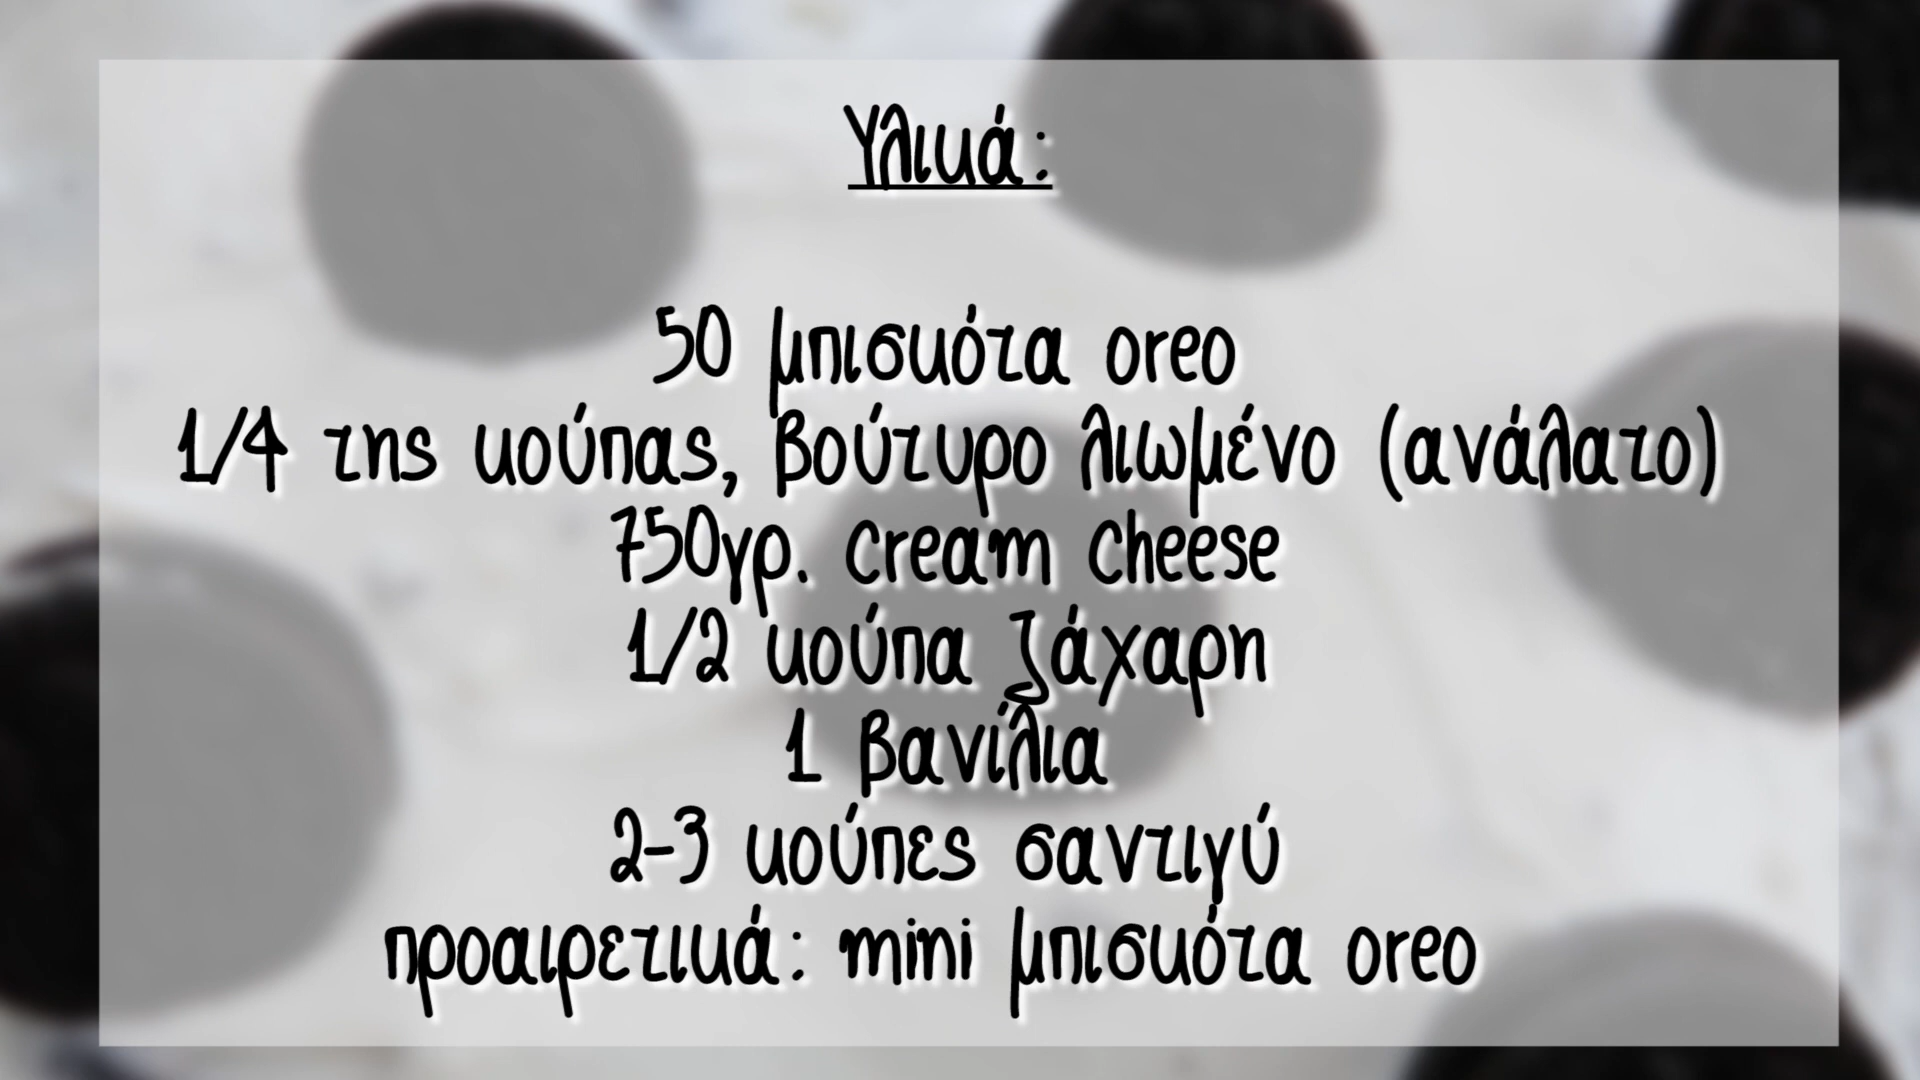 Υλικά:
50 μπισκότα oreo
1/4 της κούπας, βούτυρο λιωμένο (ανάλατο)
750γρ. cream cheese
1/2 κούπα ζάχαρη
1 βανίλια
2-3 κούπες σαντιγύ
προαιρετικά: mini μπισκότα oreo